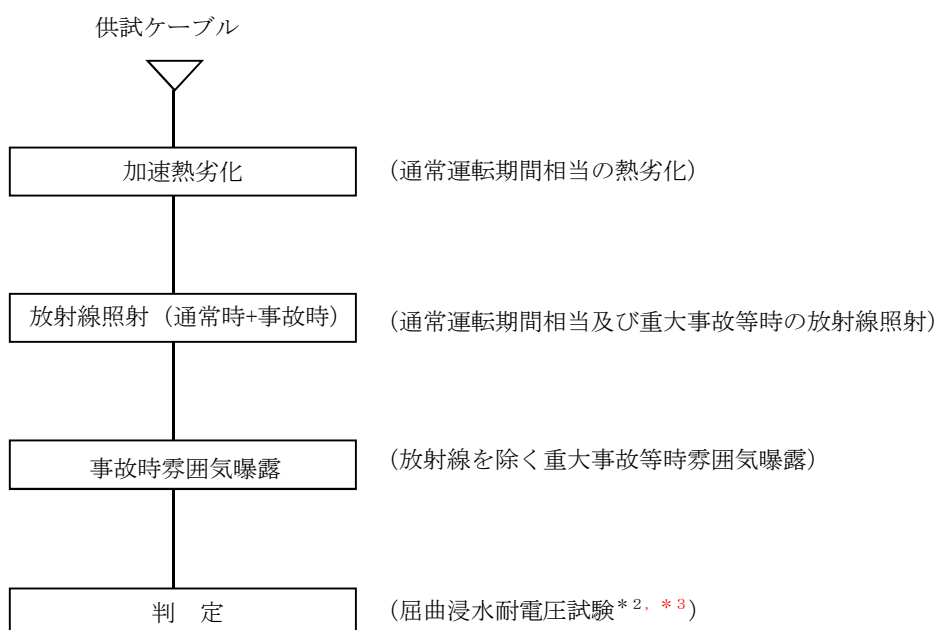 供試ケーブル
加速熱劣化 (通常運転期間相当の熱劣化)
放射線照射（通常時+事故時） (通常運転期間相当及び重大事故等時の放射線照射)
事故時雰囲気曝露 (放射線を除く重大事故等時雰囲気曝露)
判 定 (屈曲浸水耐電圧試験＊２，＊３)